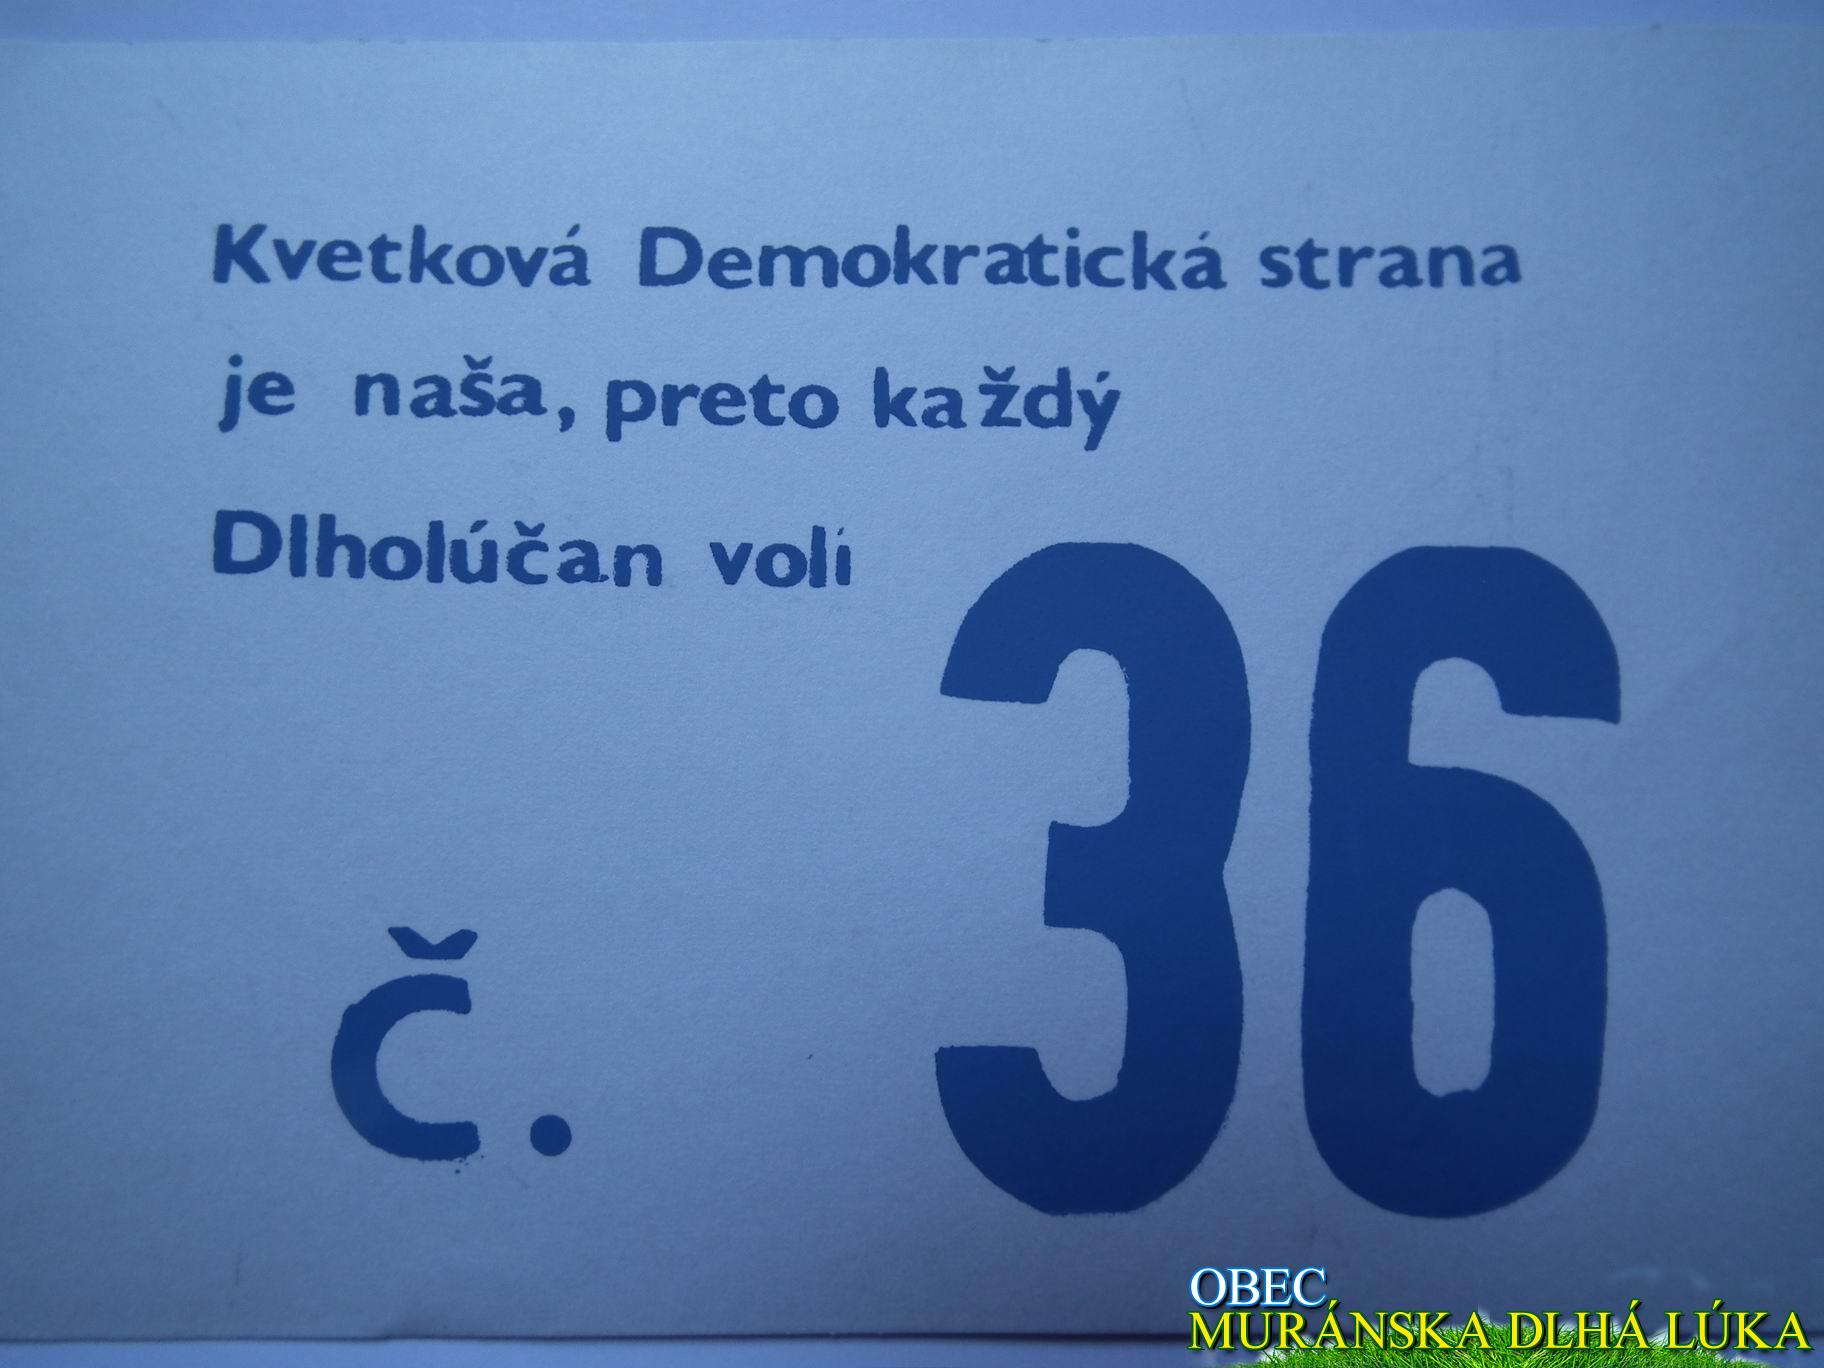 Kvetková Demokratická strana
je naša, preto každý
Dlholúčan volí
č. 36
OBEC
MURÁNSKA DLHÁ LÚKA